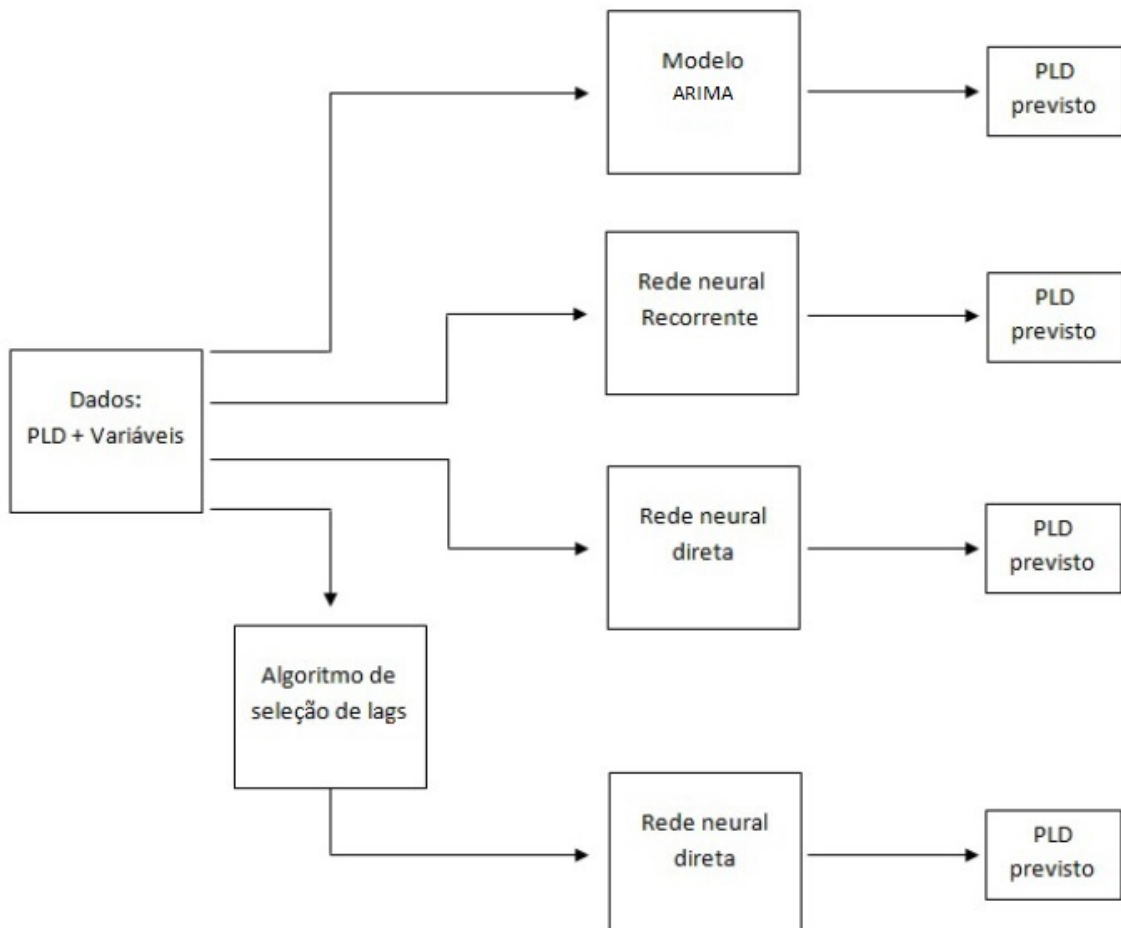 Modelo
ARIMA
PLD
previsto
Rede neural
Recorrente
PLD
previsto
Dados:
PLD + Variáveis
Rede neural
direta
PLD
previsto
Algoritmo de
seleção de lags
Rede neural
direta
PLD
previsto